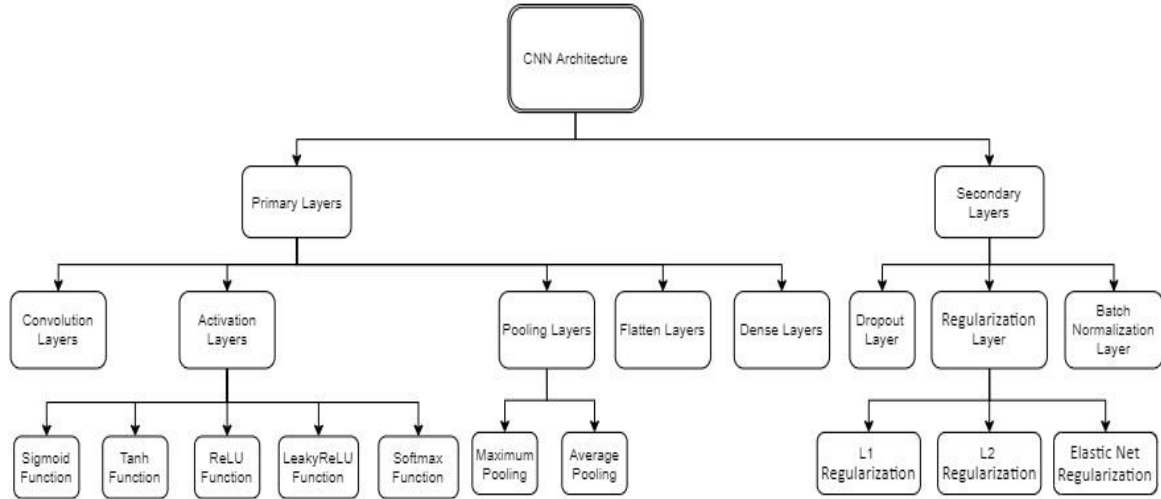 CNN Architecture
Primary Layers
Secondary
Layers
Convolution
Layers
Activation
Layers
Pooling Layers
Flatten Layers
Dense Layers
Dropout
Layer
Regularization
Layer
Batch
Normalization
Layer
Sigmoid
Function
Tanh
Function
ReLU
Function
LeakyReLU
Function
Softmax
Function
Maximum
Pooling
Average
Pooling
L1
Regularization
L2
Regularization
Elastic Net
Regularization